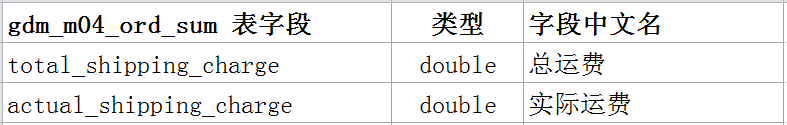 gdm_m04_ord_sum 表字段 类型 字段中文名
total_shipping_charge double 总运费
actual_shipping_charge double 实际运费